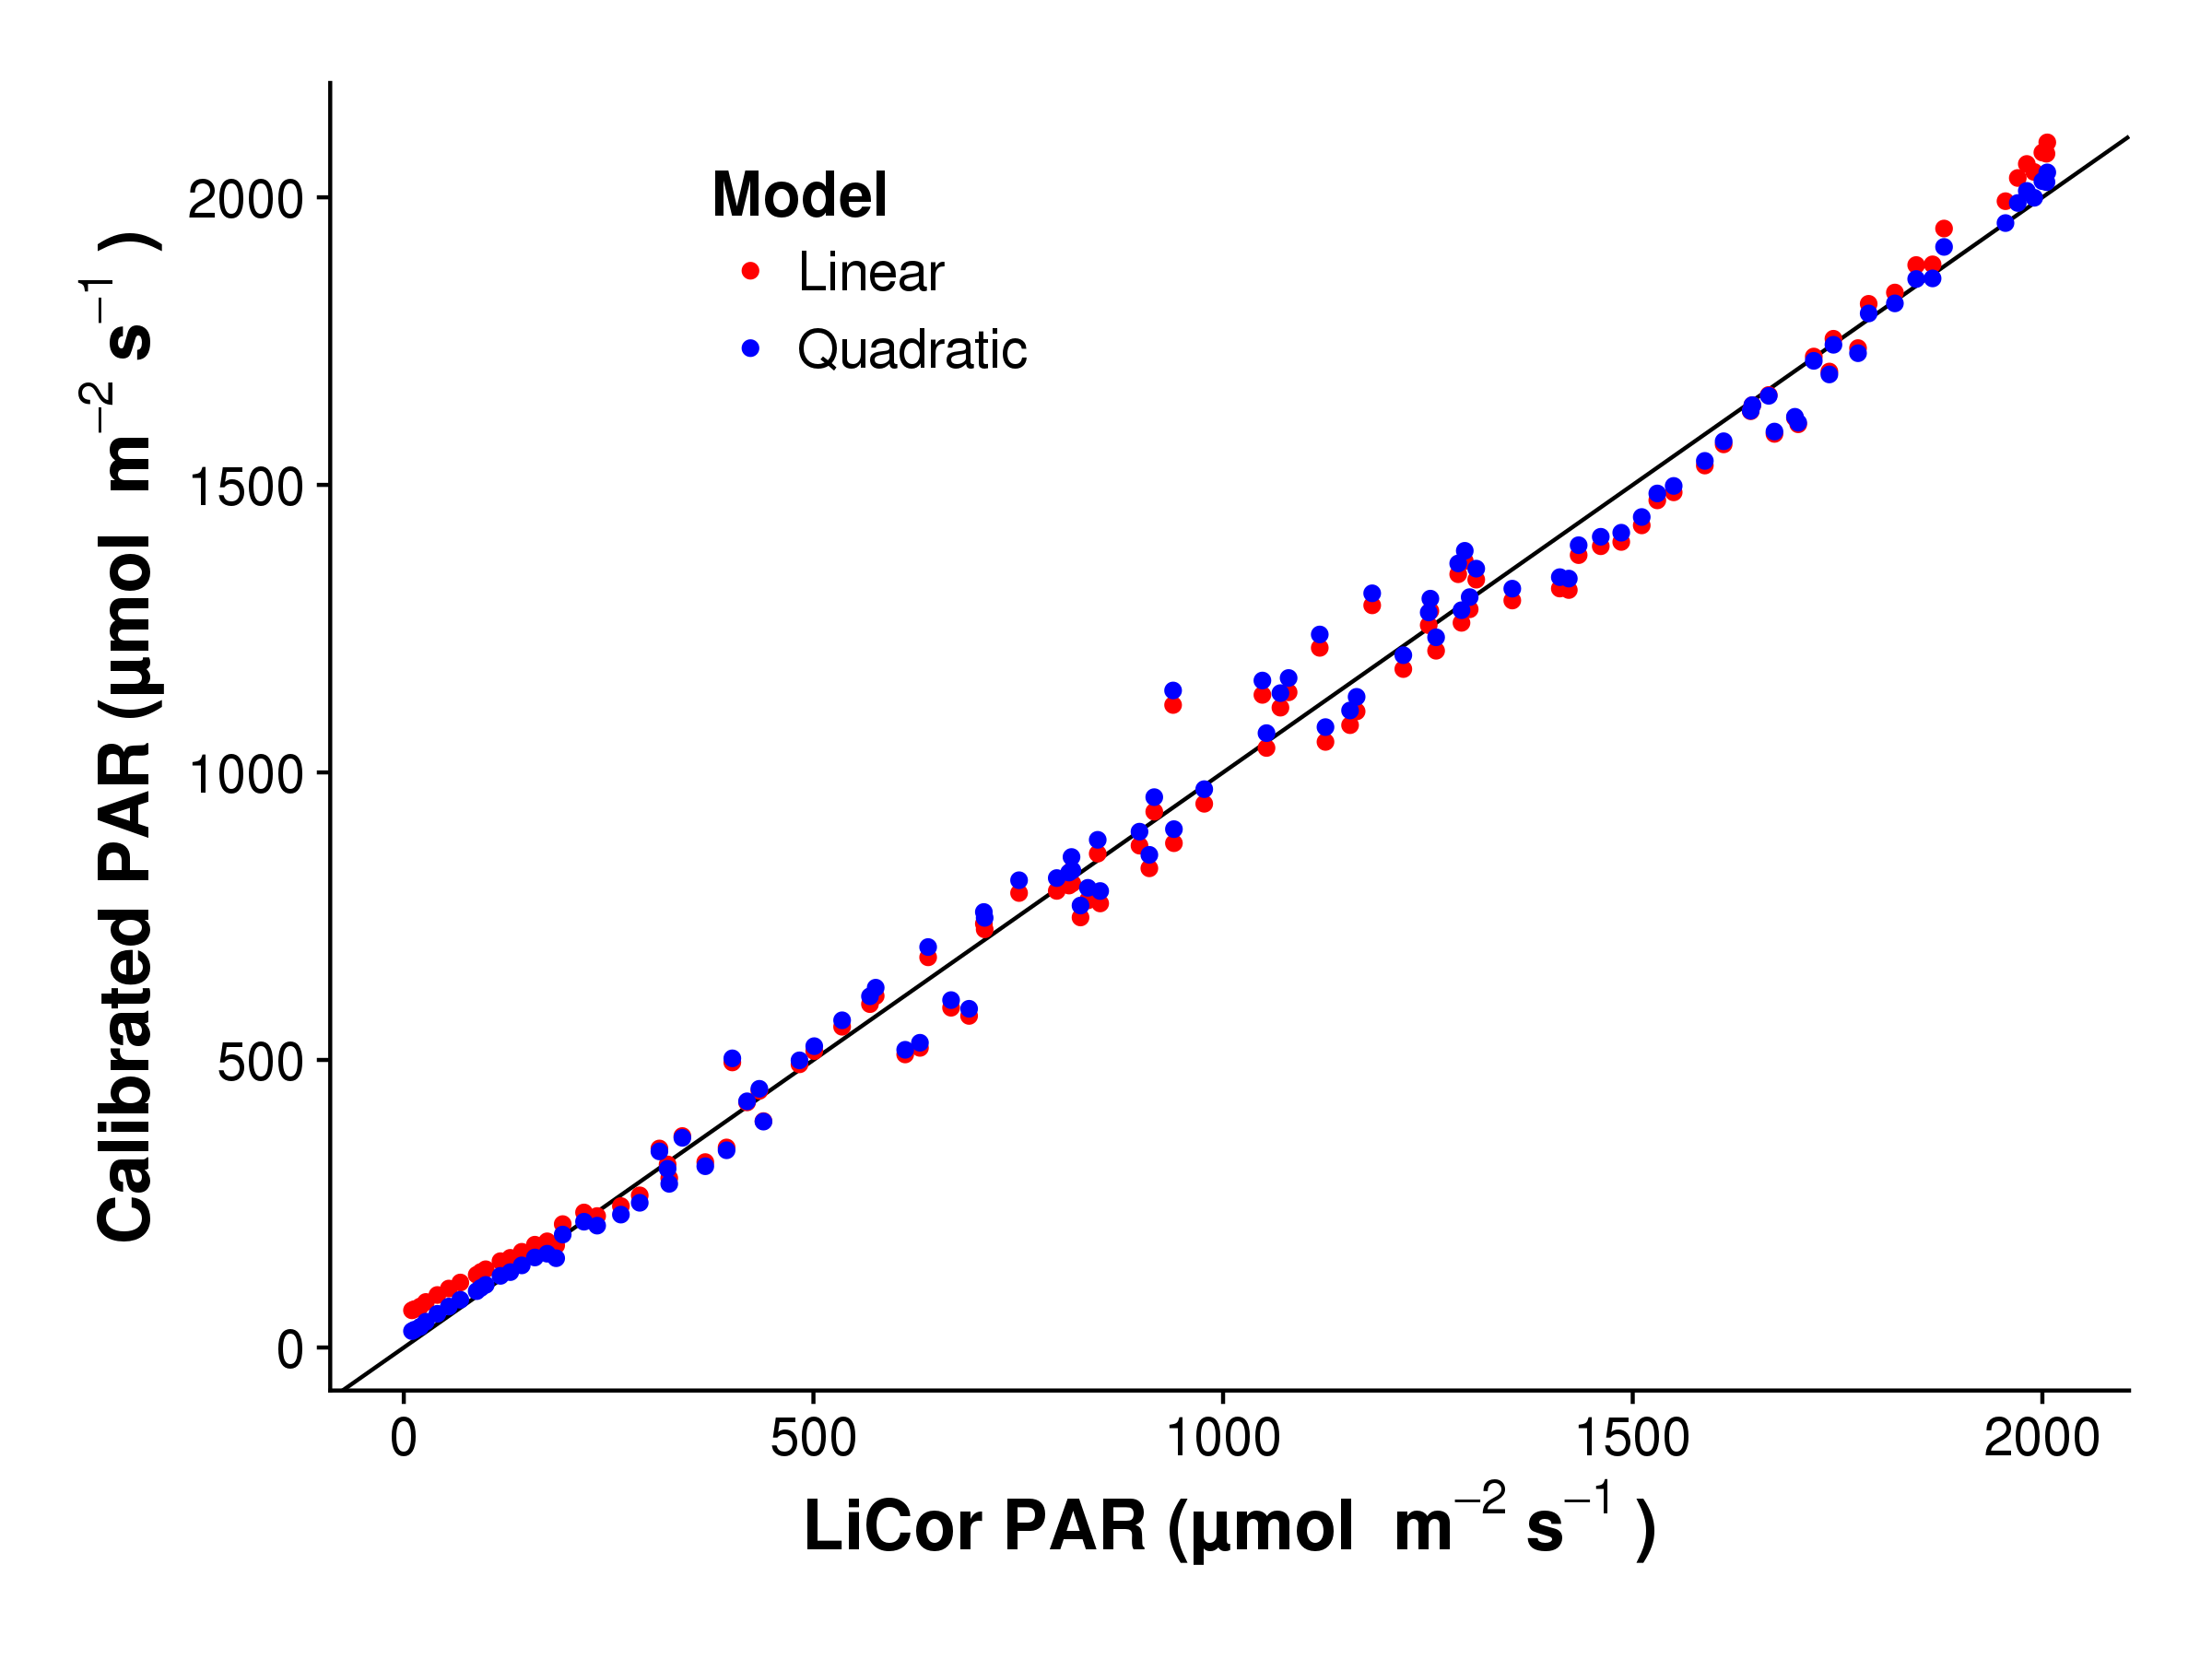 Calibrated PAR (µmol m⁻² s⁻¹)
2000
1500
1000
500
0
Model
Linear
Quadratic
0 500 1000 1500 2000
LiCor PAR (µmol m⁻² s⁻¹)